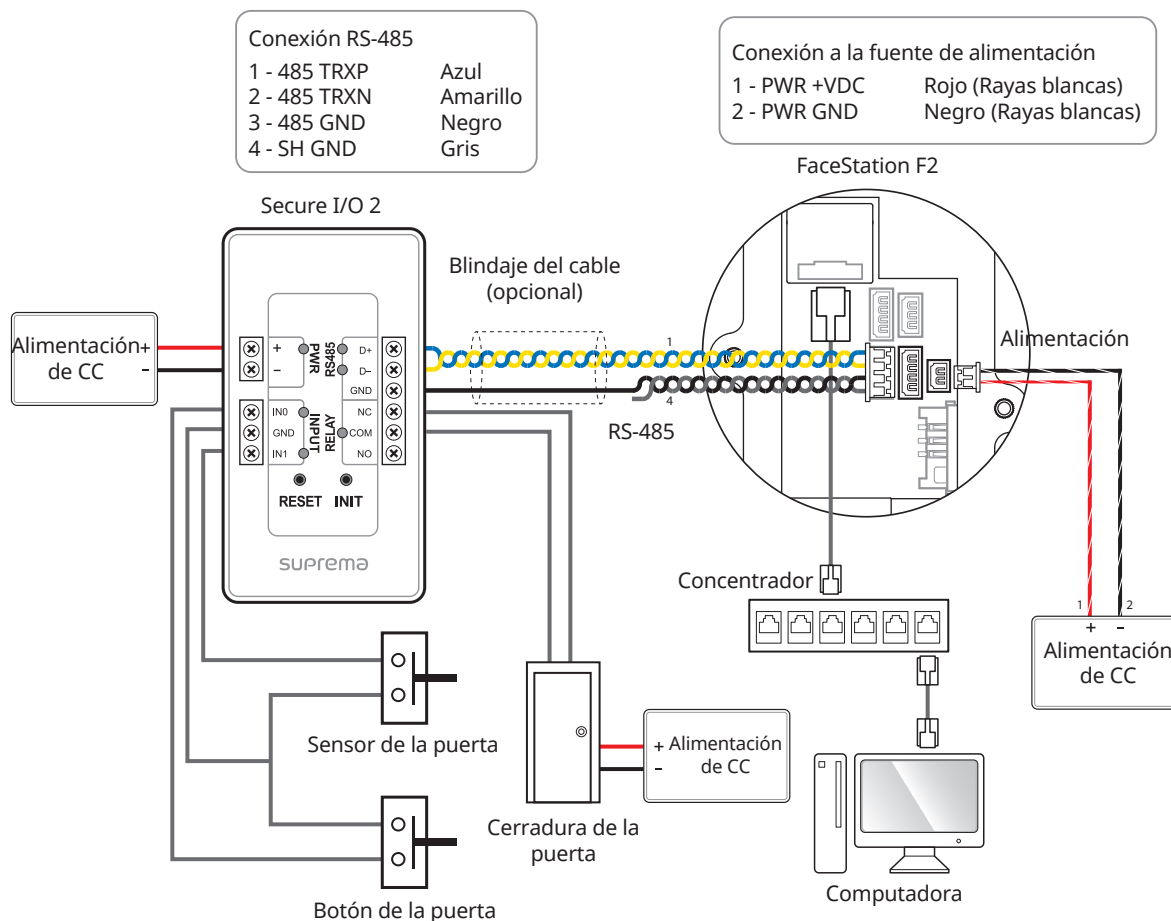 Conexión RS-485
1 - 485 TRXP Azul
2 - 485 TRXN Amarillo
3 - 485 GND Negro
4 - SH GND Gris
Conexión a la fuente de alimentación
1 - PWR +VDC Rojo (Rayas blancas)
2 - PWR GND Negro (Rayas blancas)
FaceStation F2
Secure I/O 2
Blindaje del cable
(opcional)
Alimentación
Alimentación +
de CC -
+ PWR RS485 D+
- D-
GND
IN0 INPUT RELAY NC
GND COM
IN1 NO
RESET INIT
suprema
1
4
RS-485
Concentrador
1 2
+ -
Alimentación
de CC
Sensor de la puerta
+ Alimentación
- de CC
Cerradura de la
puerta
Computadora
Botón de la puerta